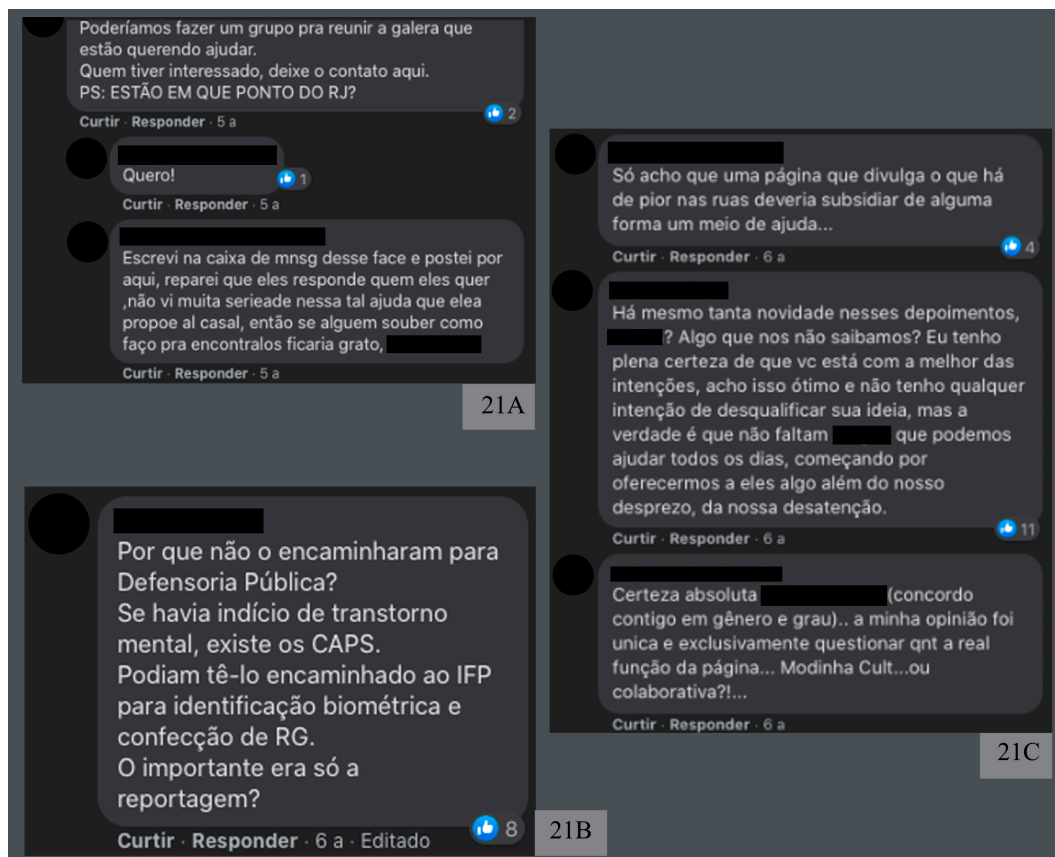 Poderíamos fazer um grupo pra reunir a galera que
estão querendo ajudar.
Quem tiver interessado, deixe o contato aqui.
PS: ESTÃO EM QUE PONTO DO RJ?
2
Curtir · Responder · 5 a
Quero!
1
Curtir · Responder · 5 a
Escrevi na caixa de mnsg desse face e postei por
aqui, reparei que eles responde quem eles quer
,não vi muita serieade nessa tal ajuda que elea
propoe al casal, então se alguem souber como
faço pra encontralos ficaria grato,
Curtir · Responder · 5 a
21A
Por que não o encaminharam para
Defensoria Pública?
Se havia indício de transtorno
mental, existe os CAPS.
Podiam tê-lo encaminhado ao IFP
para identificação biométrica e
confecção de RG.
O importante era só a
reportagem?
8
Curtir · Responder · 6 a · Editado
21B
Só acho que uma página que divulga o que há
de pior nas ruas deveria subsidiar de alguma
forma um meio de ajuda...
4
Curtir · Responder · 6 a
Há mesmo tanta novidade nesses depoimentos,
? Algo que nos não saibamos? Eu tenho
plena certeza de que vc está com a melhor das
intenções, acho isso ótimo e não tenho qualquer
intenção de desqualificar sua ideia, mas a
verdade é que não faltam que podemos
ajudar todos os dias, começando por
oferecermos a eles algo além do nosso
desprezo, da nossa desatenção.
11
Curtir · Responder · 6 a
Certeza absoluta (concordo
contigo em gênero e grau).. a minha opinião foi
unica e exclusivamente questionar qnt a real
função da página... Modinha Cult...ou
colaborativa?!...
Curtir · Responder · 6 a
21C